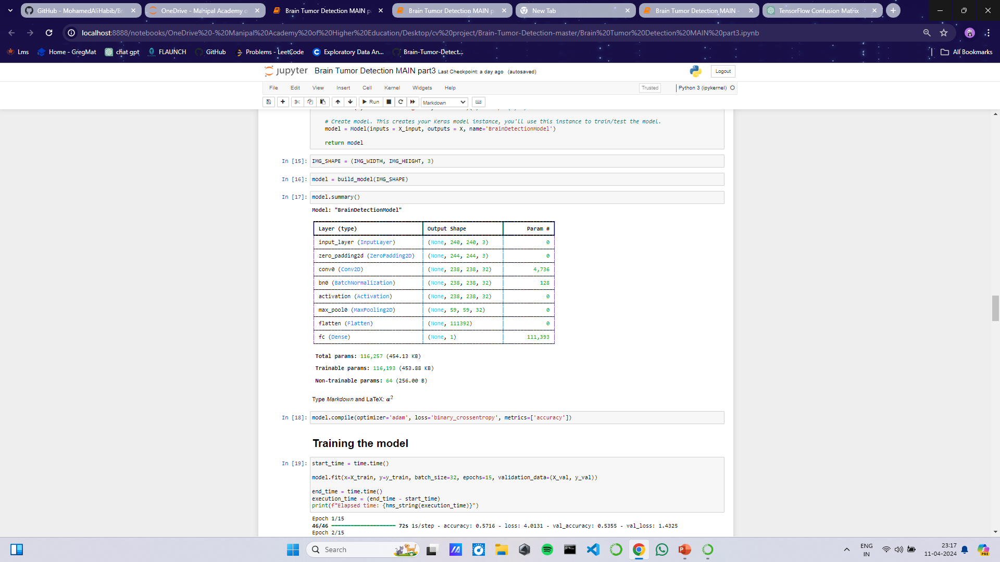 GitHub - MohamedAliHabib/Br
OneDrive - Manipal Academy o
Brain Tumor Detection MAIN p
Brain Tumor Detection MAIN p
New Tab
Brain Tumor Detection MAIN -
TensorFlow Confusion Matrix
localhost:8888/notebooks/OneDrive%20-%20Manipal%20Academy%20of%20Higher%20Education/Desktop/cv%20project/Brain-Tumor-Detection-master/Brain%20Tumor%20Detection%20MAIN%20part3.ipynb
Lms
Home - GregMat
chat gpt
FLAUNCH
GitHub
Problems - LeetCode
Exploratory Data An...
Brain-Tumor-Detect...
All Bookmarks
jupyter Brain Tumor Detection MAIN part3 Last Checkpoint: a day ago (autosaved)
Logout
File Edit View Insert Cell Kernel Widgets Help
Trusted
Python 3 (ipykernel)
Run
Markdown
# Create model. This creates your Keras model instance, you'll use this instance to train/test the model.
model = Model(inputs = X_input, outputs = X, name='BrainDetectionModel')
return model
In [15]: IMG_SHAPE = (IMG_WIDTH, IMG_HEIGHT, 3)
In [16]: model = build_model(IMG_SHAPE)
In [17]: model.summary()
Model: "BrainDetectionModel"
Layer (type) Output Shape Param #
input_layer (InputLayer) (None, 240, 240, 3) 0
zero_padding2d (ZeroPadding2D) (None, 244, 244, 3) 0
conv0 (Conv2D) (None, 238, 238, 32) 4,736
bn0 (BatchNormalization) (None, 238, 238, 32) 128
activation (Activation) (None, 238, 238, 32) 0
max_pool0 (MaxPooling2D) (None, 59, 59, 32) 0
flatten (Flatten) (None, 111392) 0
fc (Dense) (None, 1) 111,393
Total params: 116,257 (454.13 KB)
Trainable params: 116,193 (453.88 KB)
Non-trainable params: 64 (256.00 B)
Type Markdown and LaTeX: α²
In [18]: model.compile(optimizer='adam', loss='binary_crossentropy', metrics=['accuracy'])
Training the model
In [19]: start_time = time.time()
model.fit(x=X_train, y=y_train, batch_size=32, epochs=15, validation_data=(X_val, y_val))
end_time = time.time()
execution_time = (end_time - start_time)
print(f"Elapsed time: {hms_string(execution_time)}")
Epoch 1/15
46/46 ━━━━━━━━━━━━━━━━━━━━ 72s 1s/step - accuracy: 0.5716 - loss: 4.0131 - val_accuracy: 0.5355 - val_loss: 1.4325
Epoch 2/15
Search
ENG
IN
23:17
11-04-2024
PRE